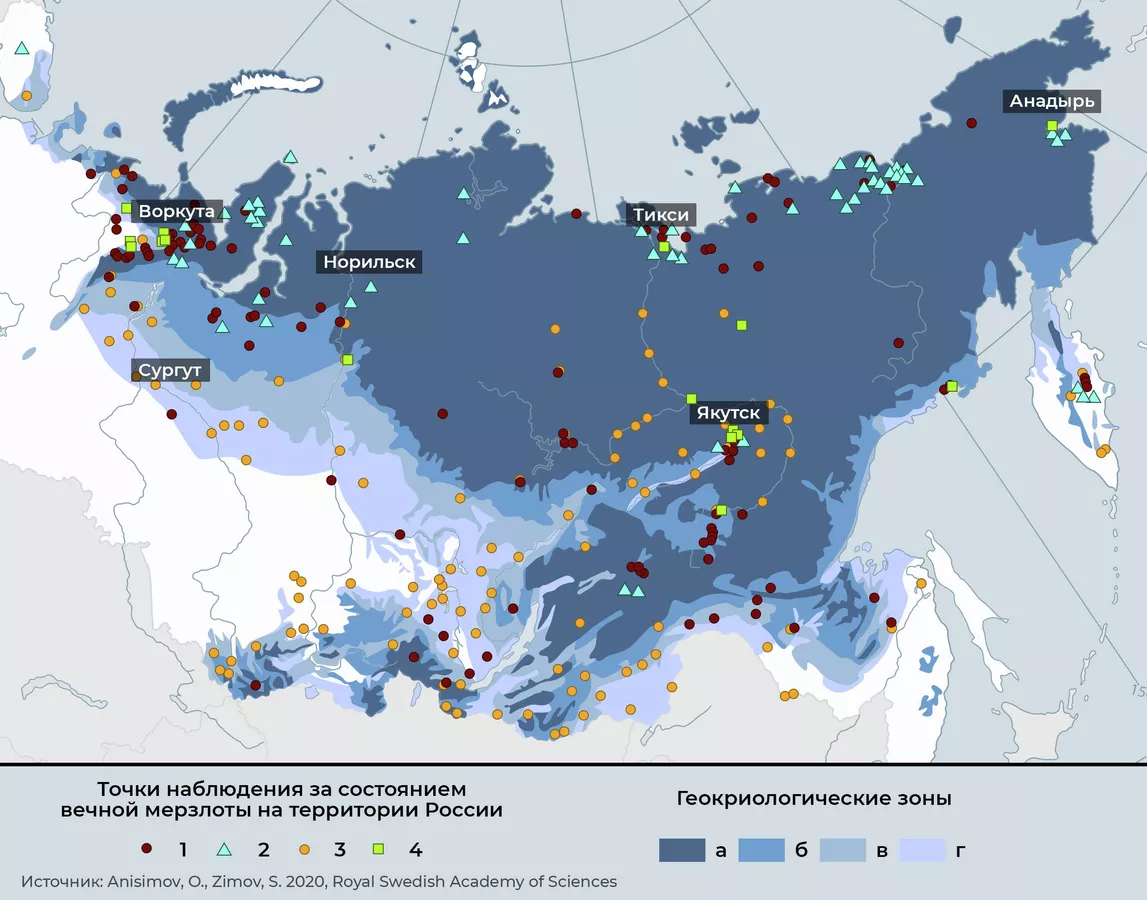 Анадырь
Воркута
Тикси
Норильск
Сургут
Якутск
15
Точки наблюдения за состоянием
вечной мерзлоты на территории России
1 2 3 4
Геокриологические зоны
а б в г
Источник: Anisimov, O., Zimov, S. 2020, Royal Swedish Academy of Sciences